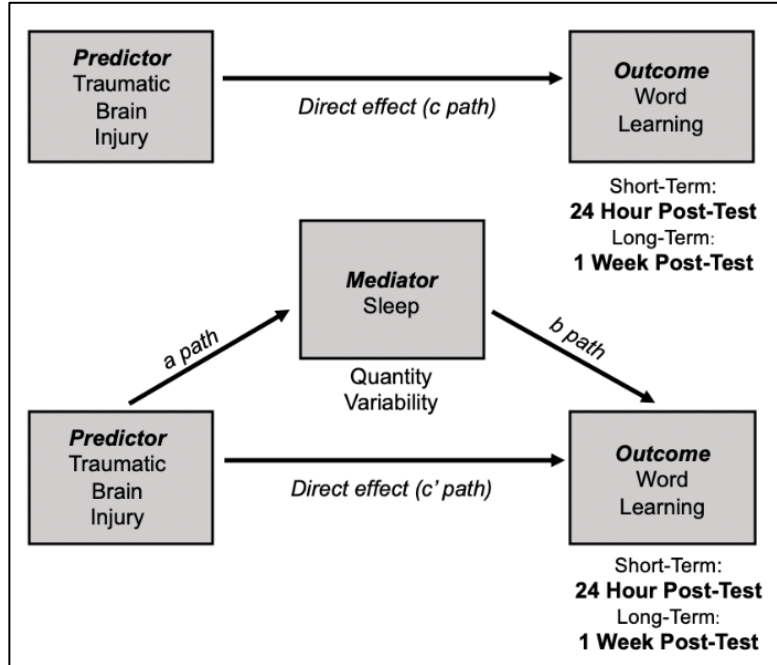 Predictor
Traumatic
Brain
Injury
Direct effect (c path)
Outcome
Word
Learning
Short-Term:
24 Hour Post-Test
Long-Term:
1 Week Post-Test
Mediator
Sleep
Quantity
Variability
a path
b path
Predictor
Traumatic
Brain
Injury
Direct effect (c’ path)
Outcome
Word
Learning
Short-Term:
24 Hour Post-Test
Long-Term:
1 Week Post-Test